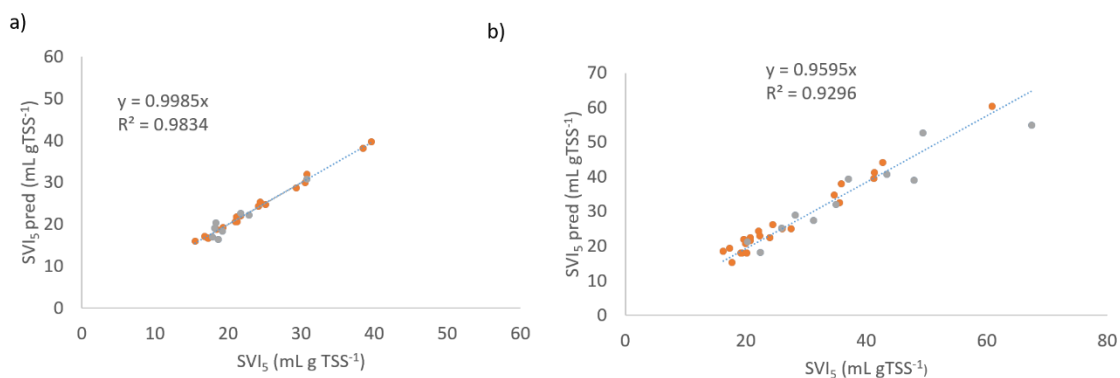 a)
60
50
40
30
20
10
0
SVI₅ pred (mL gTSS⁻¹)
y = 0.9985x
R² = 0.9834
0 10 20 30 40 50 60
SVI₅ (mL g TSS⁻¹)
b)
70
60
50
40
30
20
10
0
SVI₅ pred (mL gTSS⁻¹)
y = 0.9595x
R² = 0.9296
0 20 40 60 80
SVI₅ (mL gTSS⁻¹)